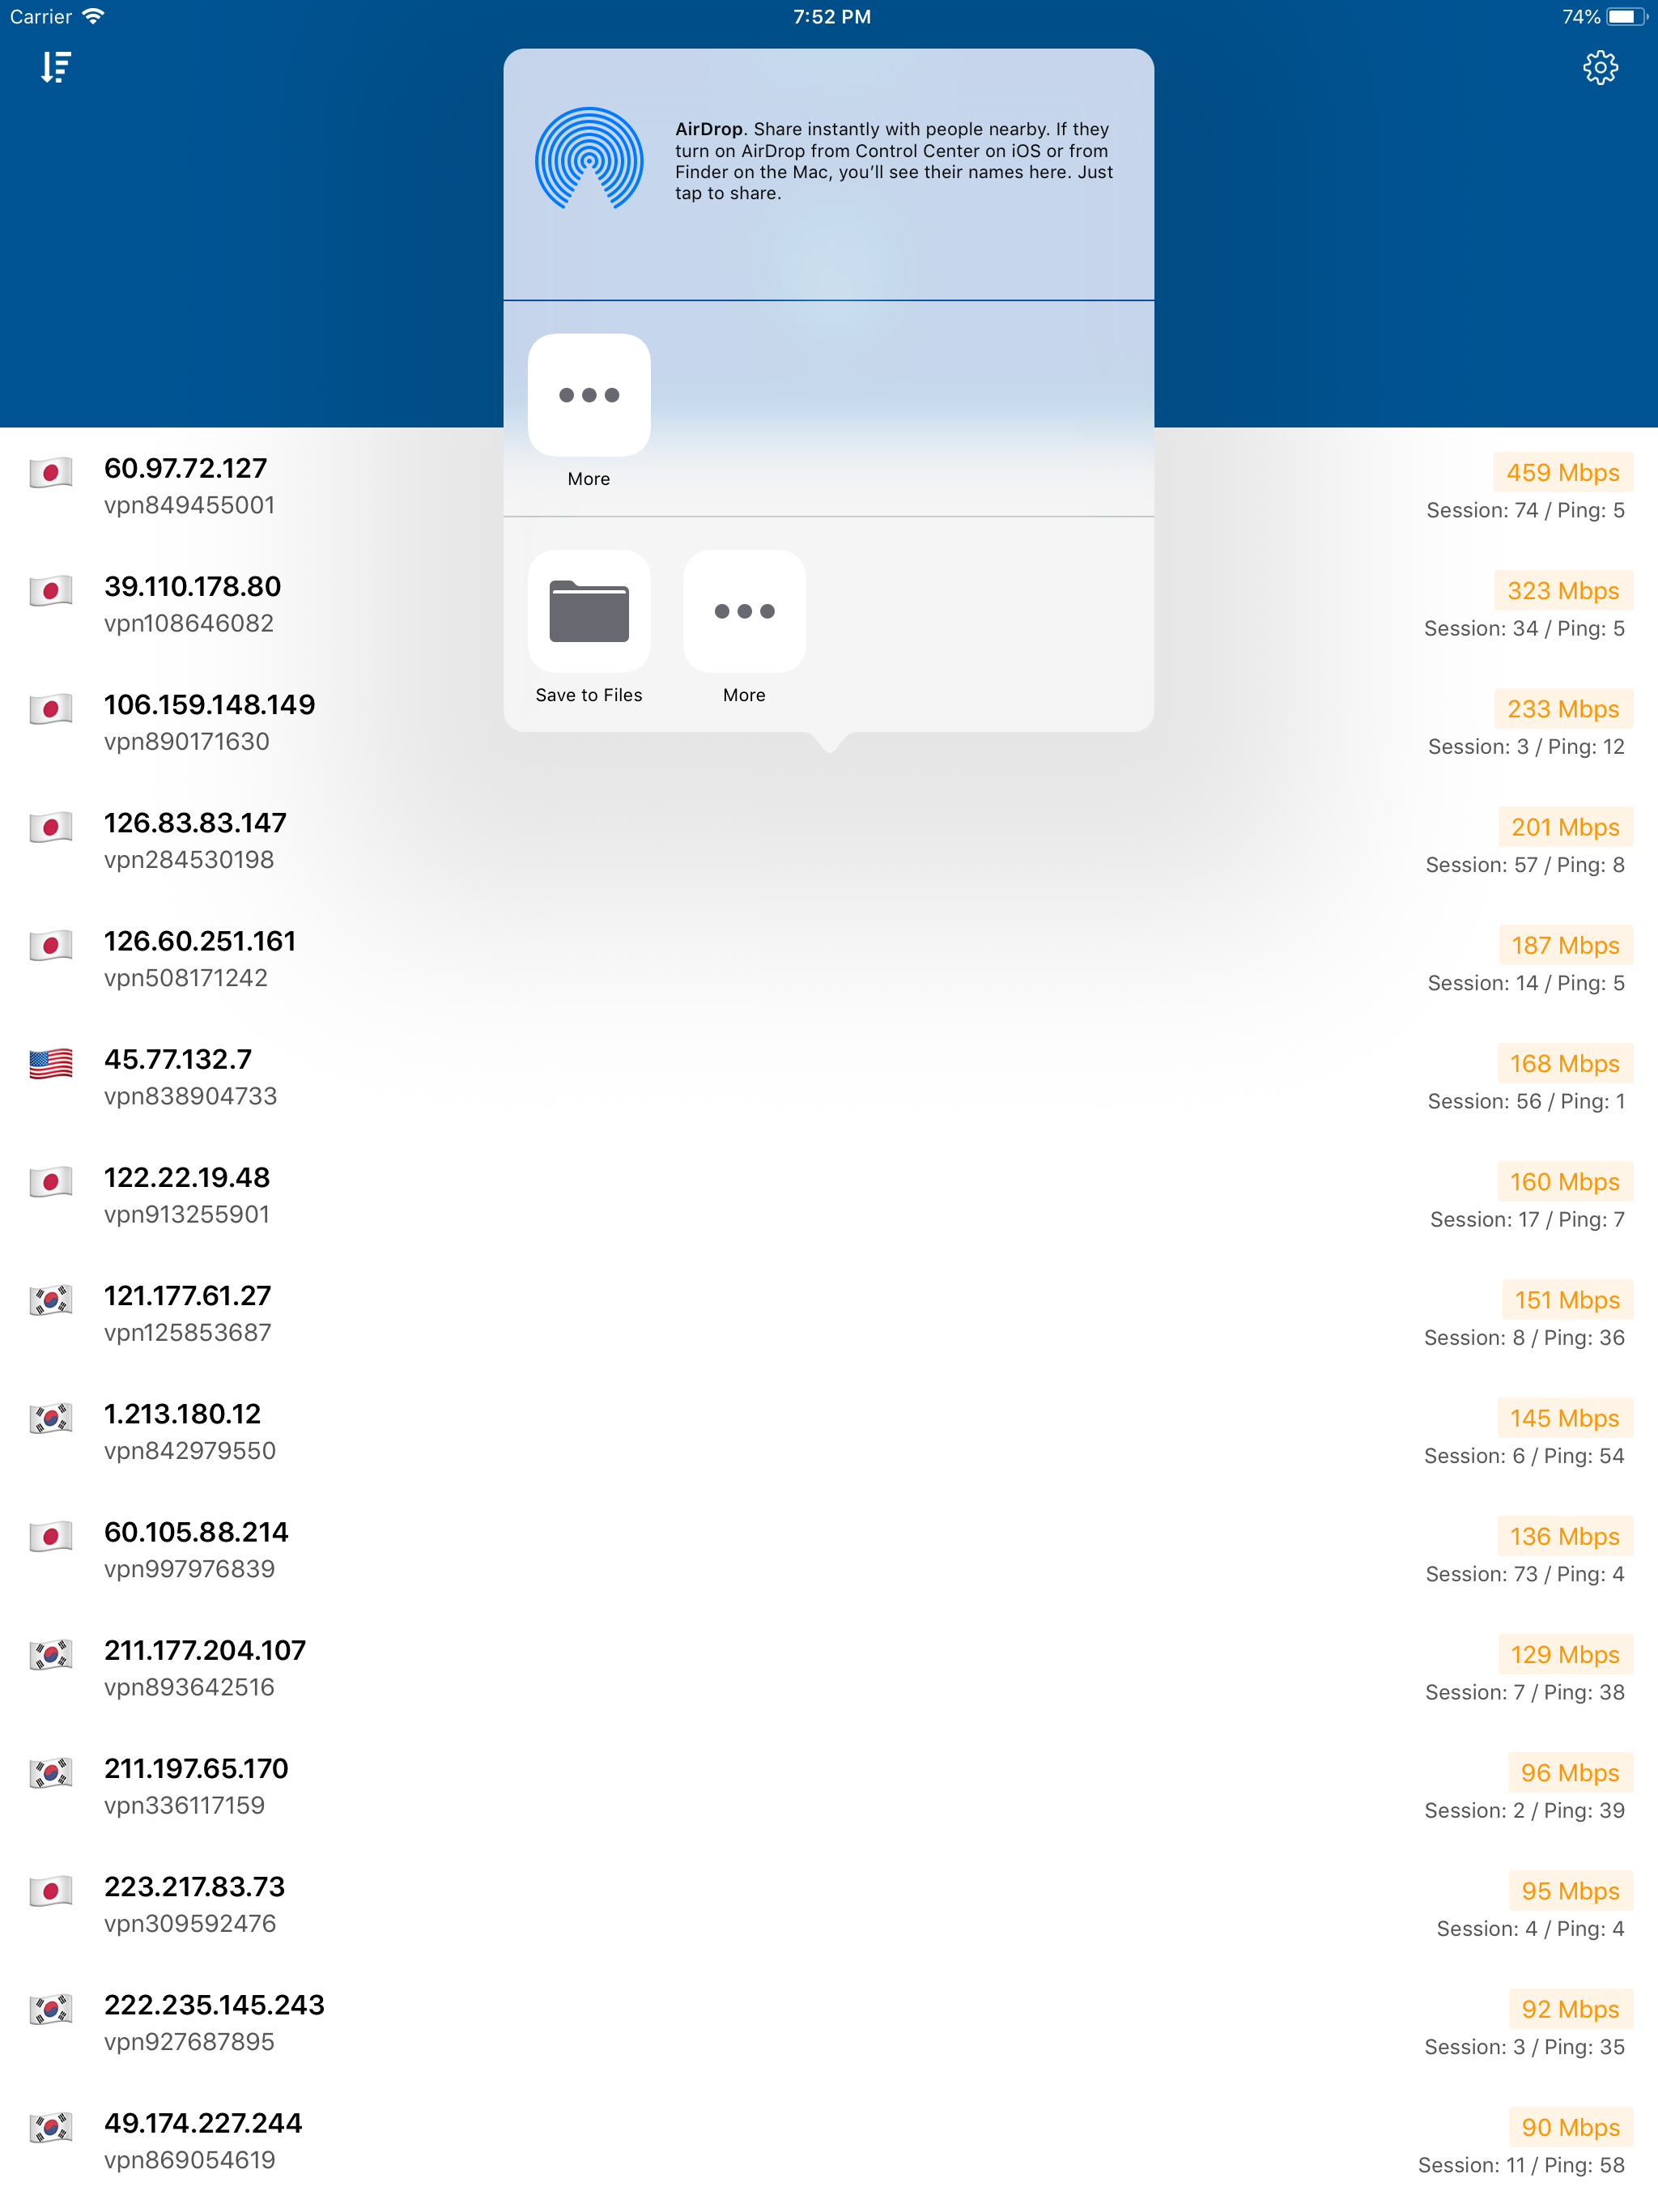 Carrier
7:52 PM
74%
AirDrop. Share instantly with people nearby. If they
turn on AirDrop from Control Center on iOS or from
Finder on the Mac, you’ll see their names here. Just
tap to share.
More
Save to Files
More
60.97.72.127
vpn849455001
459 Mbps
Session: 74 / Ping: 5
39.110.178.80
vpn108646082
323 Mbps
Session: 34 / Ping: 5
106.159.148.149
vpn890171630
233 Mbps
Session: 3 / Ping: 12
126.83.83.147
vpn284530198
201 Mbps
Session: 57 / Ping: 8
126.60.251.161
vpn508171242
187 Mbps
Session: 14 / Ping: 5
45.77.132.7
vpn838904733
168 Mbps
Session: 56 / Ping: 1
122.22.19.48
vpn913255901
160 Mbps
Session: 17 / Ping: 7
121.177.61.27
vpn125853687
151 Mbps
Session: 8 / Ping: 36
1.213.180.12
vpn842979550
145 Mbps
Session: 6 / Ping: 54
60.105.88.214
vpn997976839
136 Mbps
Session: 73 / Ping: 4
211.177.204.107
vpn893642516
129 Mbps
Session: 7 / Ping: 38
211.197.65.170
vpn336117159
96 Mbps
Session: 2 / Ping: 39
223.217.83.73
vpn309592476
95 Mbps
Session: 4 / Ping: 4
222.235.145.243
vpn927687895
92 Mbps
Session: 3 / Ping: 35
49.174.227.244
vpn869054619
90 Mbps
Session: 11 / Ping: 58